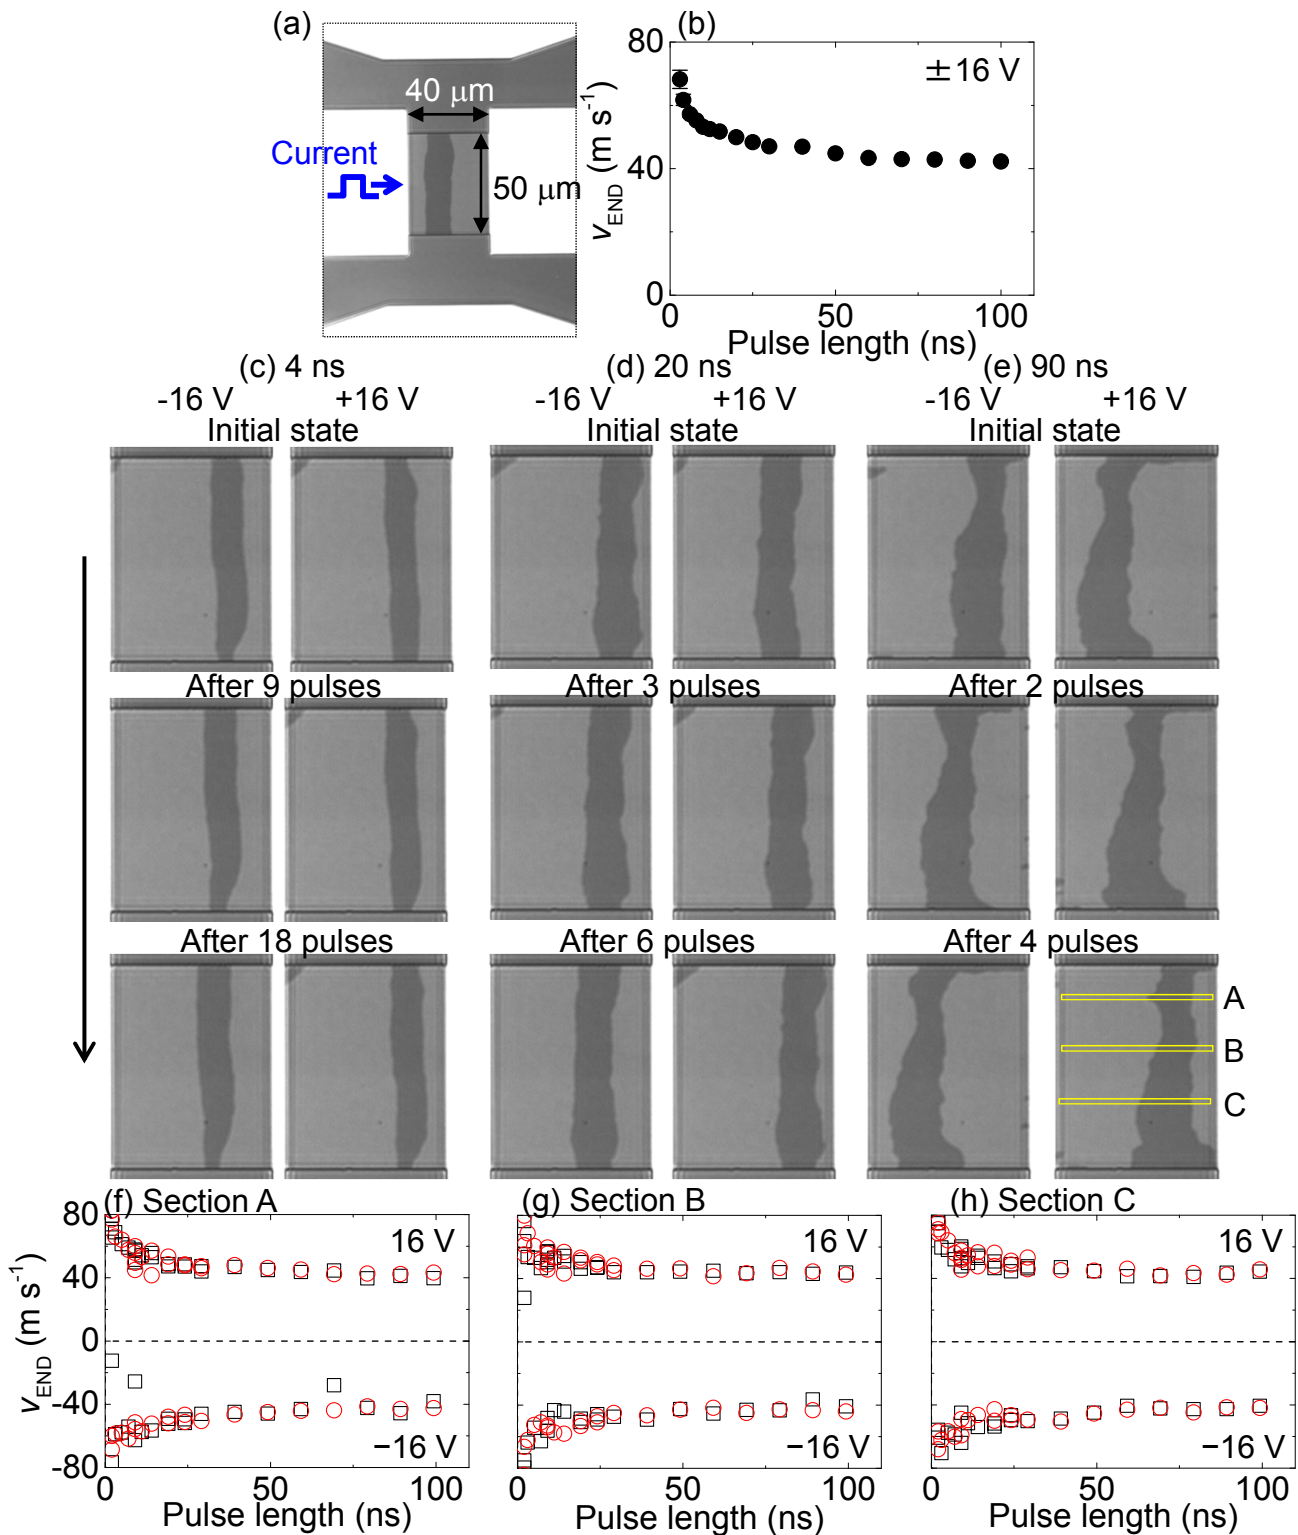 (a)
40 μm
Current
50 μm
(b)
80
40
0
v_END (m s⁻¹)
±16 V
0 50 100
Pulse length (ns)
(c) 4 ns
-16 V +16 V
Initial state
After 9 pulses
After 18 pulses
(d) 20 ns
-16 V +16 V
Initial state
After 3 pulses
After 6 pulses
(e) 90 ns
-16 V +16 V
Initial state
After 2 pulses
After 4 pulses
A
B
C
(f) Section A
80
40
0
-40
-80
v_END (m s⁻¹)
16 V
−16 V
0 50 100
Pulse length (ns)
(g) Section B
16 V
−16 V
0 50 100
Pulse length (ns)
(h) Section C
16 V
−16 V
0 50 100
Pulse length (ns)